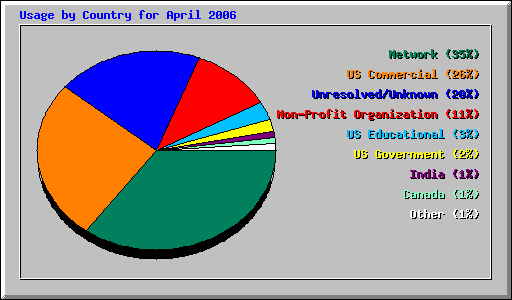 Usage by Country for April 2006
Network (35%)
US Commercial (26%)
Unresolved/Unknown (20%)
Non-Profit Organization (11%)
US Educational (3%)
US Government (2%)
India (1%)
Canada (1%)
Other (1%)